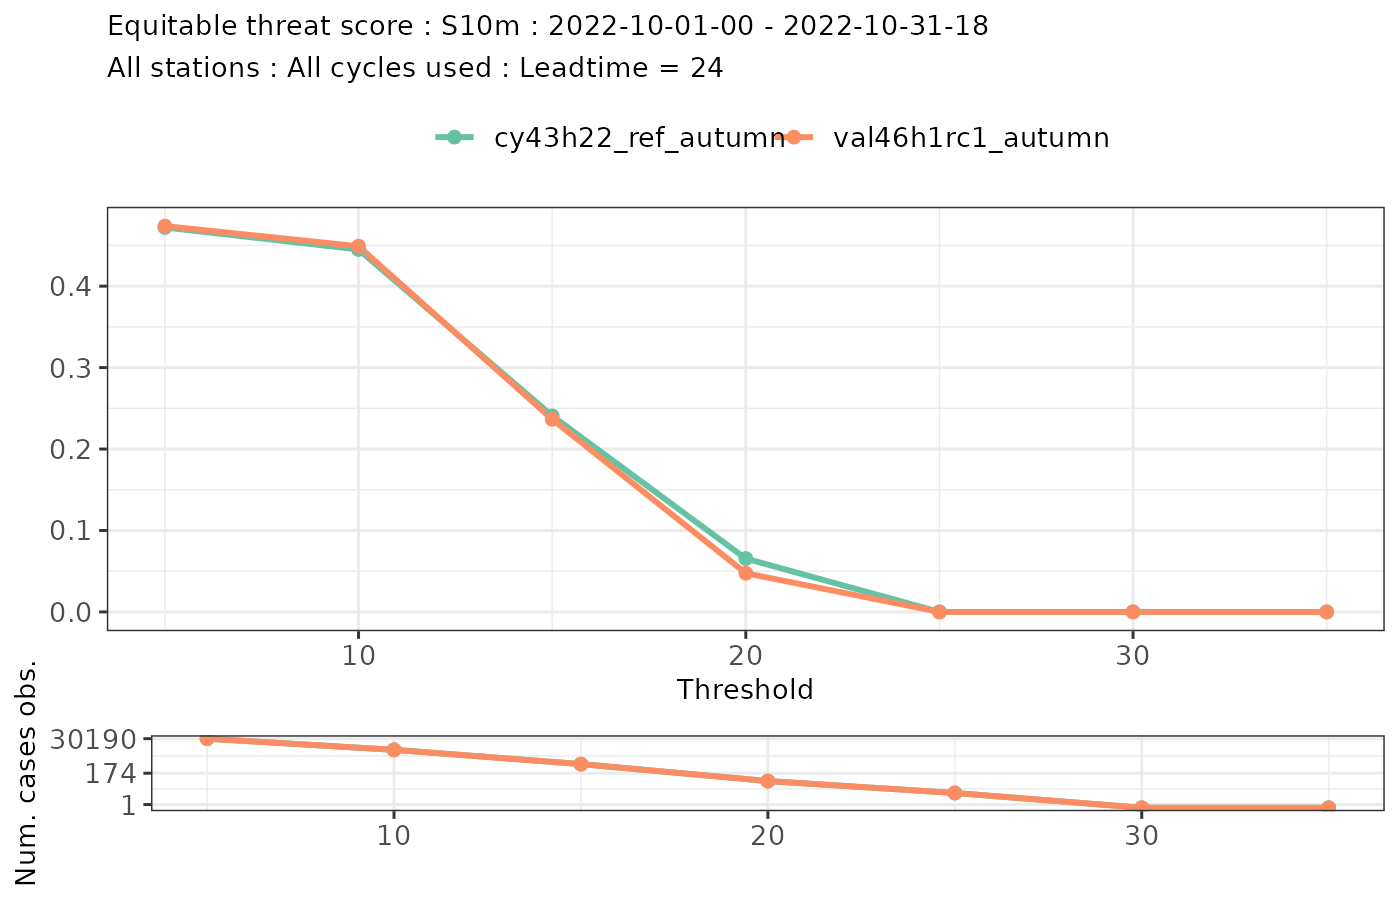 Equitable threat score : S10m : 2022-10-01-00 - 2022-10-31-18
All stations : All cycles used : Leadtime = 24
cy43h22_ref_autumn val46h1rc1_autumn
0.4
0.3
0.2
0.1
0.0
10 20 30
Threshold
Num. cases obs.
30190
174
1
10 20 30